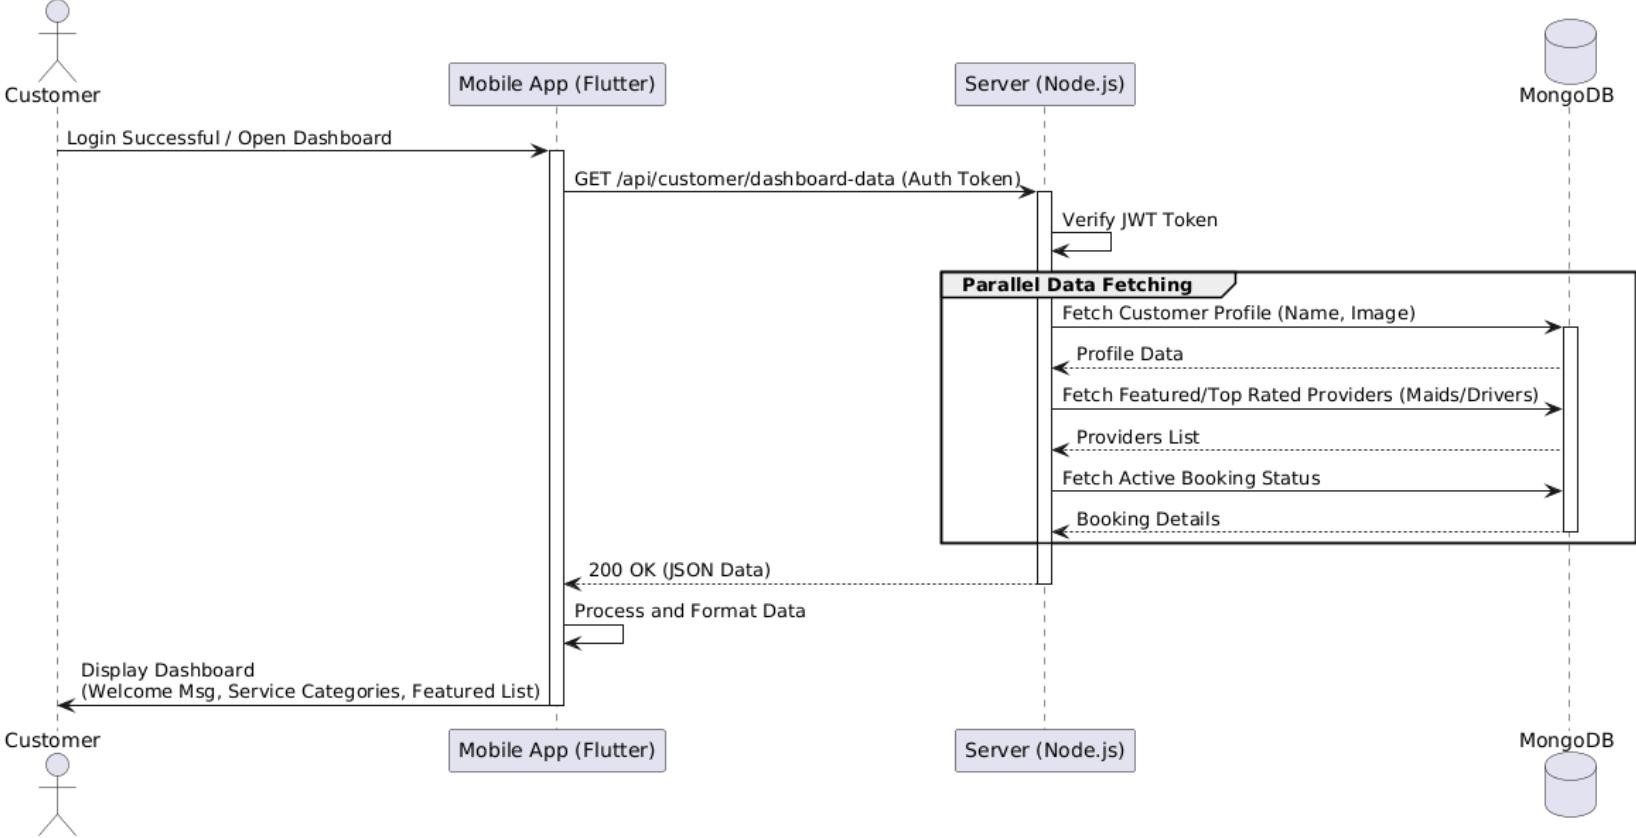 Customer
Mobile App (Flutter)
Server (Node.js)
MongoDB
Login Successful / Open Dashboard
GET /api/customer/dashboard-data (Auth Token)
Verify JWT Token
Parallel Data Fetching
Fetch Customer Profile (Name, Image)
Profile Data
Fetch Featured/Top Rated Providers (Maids/Drivers)
Providers List
Fetch Active Booking Status
Booking Details
200 OK (JSON Data)
Process and Format Data
Display Dashboard
(Welcome Msg, Service Categories, Featured List)
Customer
Mobile App (Flutter)
Server (Node.js)
MongoDB